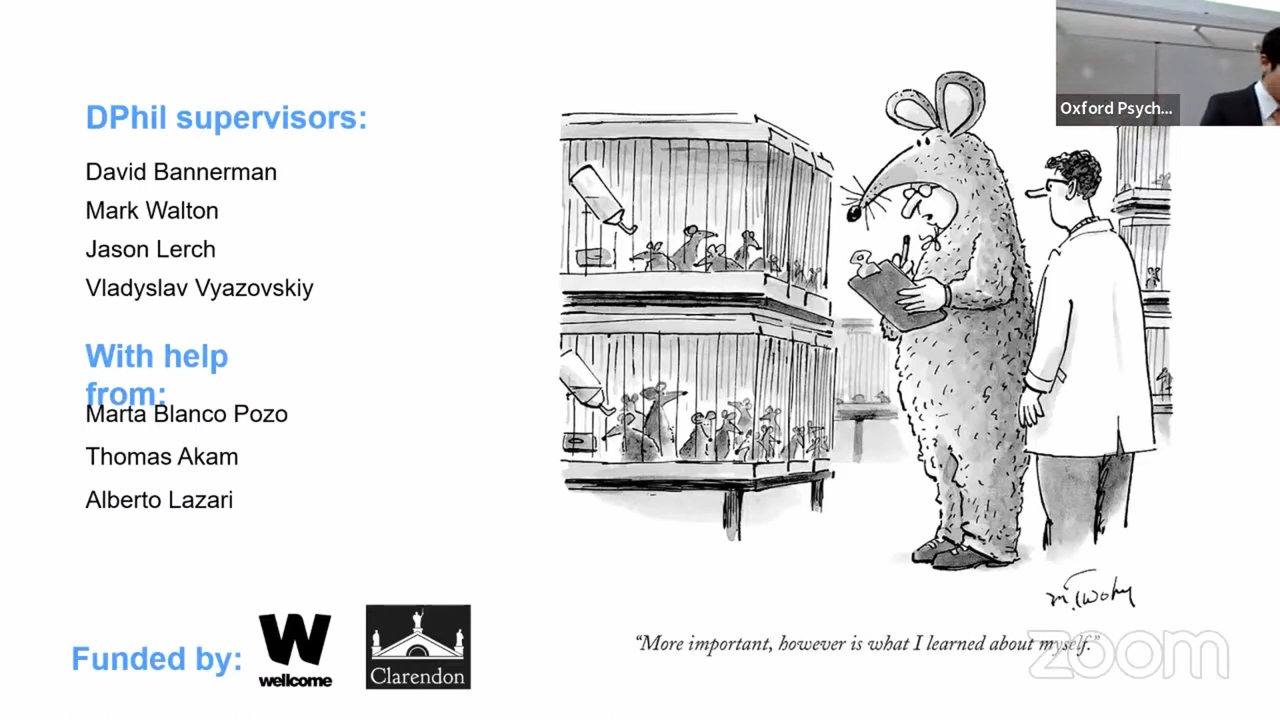 Oxford Psych...
DPhil supervisors:
David Bannerman
Mark Walton
Jason Lerch
Vladyslav Vyazovskiy
With help
from:
Marta Blanco Pozo
Thomas Akam
Alberto Lazari
Funded by:
W
wellcome
Clarendon
“More important, however is what I learned about myself.”
zoom